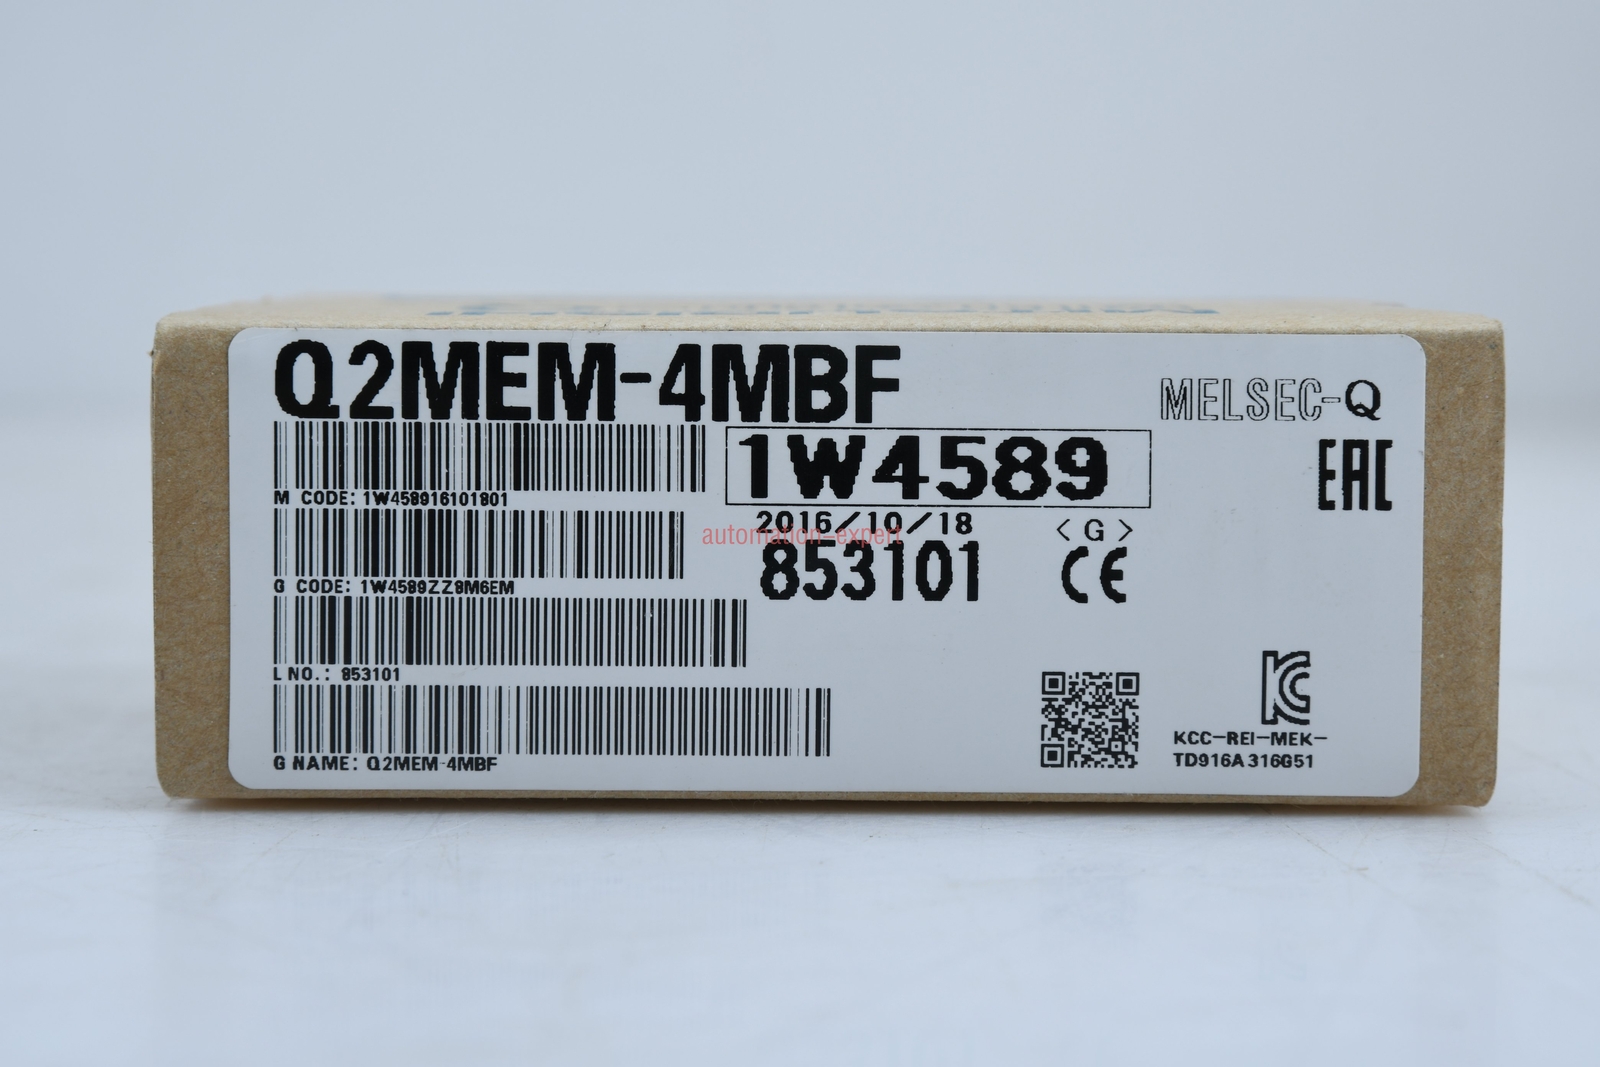 Q2MEM-4MBF
MELSEC-Q
1W4589
EAC
M CODE: 1W458916101801
2016/10/18 <G>
automation-expert
853101 CE
G CODE: 1W4589ZZ8M6EM
L NO.: 853101
KC
KCC-REI-MEK-
TD916A316G51
G NAME: Q2MEM-4MBF